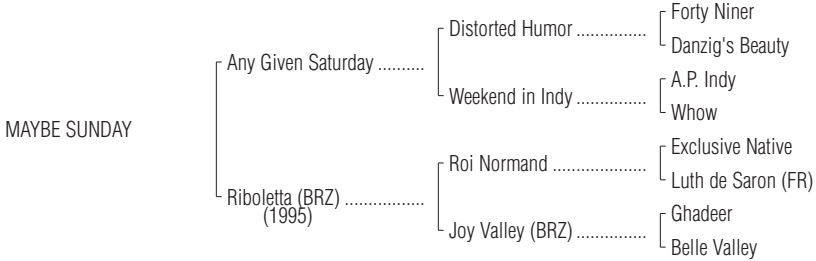 Forty Niner
Distorted Humor ...............
Danzig's Beauty
Any Given Saturday ..........
A.P. Indy
Weekend in Indy ...............
Whow
MAYBE SUNDAY
Exclusive Native
Roi Normand ....................
Luth de Saron (FR)
Riboletta (BRZ) .................
(1995)
Ghadeer
Joy Valley (BRZ) ...............
Belle Valley